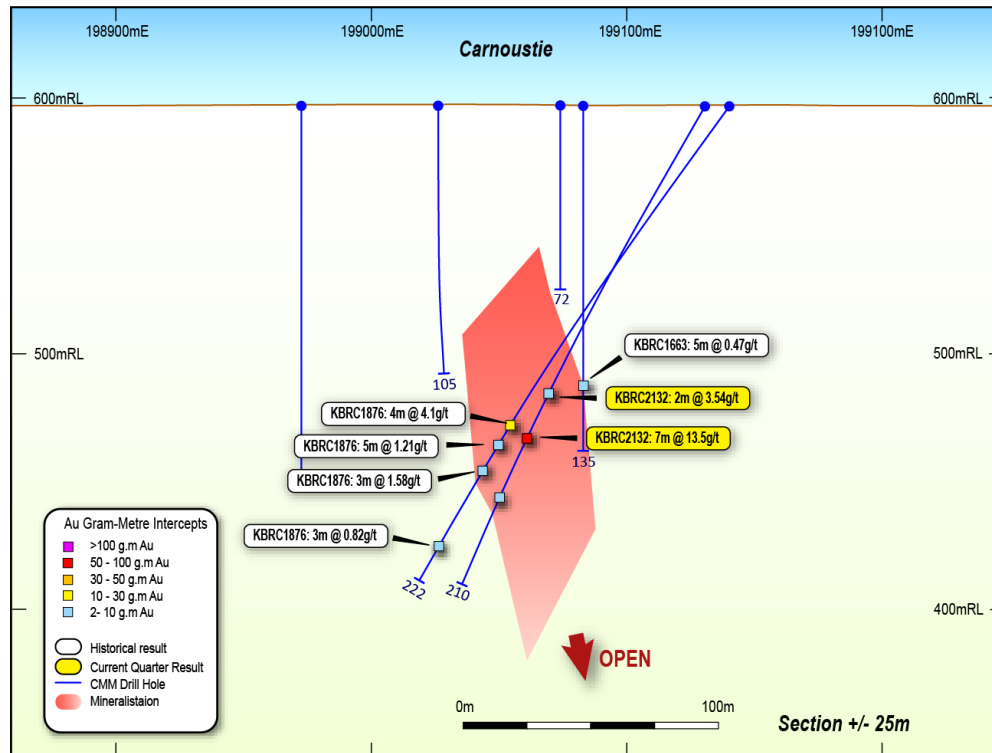 198900mE
199000mE
199100mE
199100mE
Carnoustie
600mRL
600mRL
72
500mRL
500mRL
KBRC1663: 5m @ 0.47g/t
105
KBRC2132: 2m @ 3.54g/t
KBRC1876: 4m @ 4.1g/t
KBRC2132: 7m @ 13.5g/t
KBRC1876: 5m @ 1.21g/t
135
KBRC1876: 3m @ 1.58g/t
KBRC1876: 3m @ 0.82g/t
222
210
400mRL
400mRL
Au Gram-Metre Intercepts
>100 g.m Au
50 - 100 g.m Au
30 - 50 g.m Au
10 - 30 g.m Au
2- 10 g.m Au
Historical result
Current Quarter Result
CMM Drill Hole
Mineralistaion
OPEN
0m
100m
Section +/- 25m